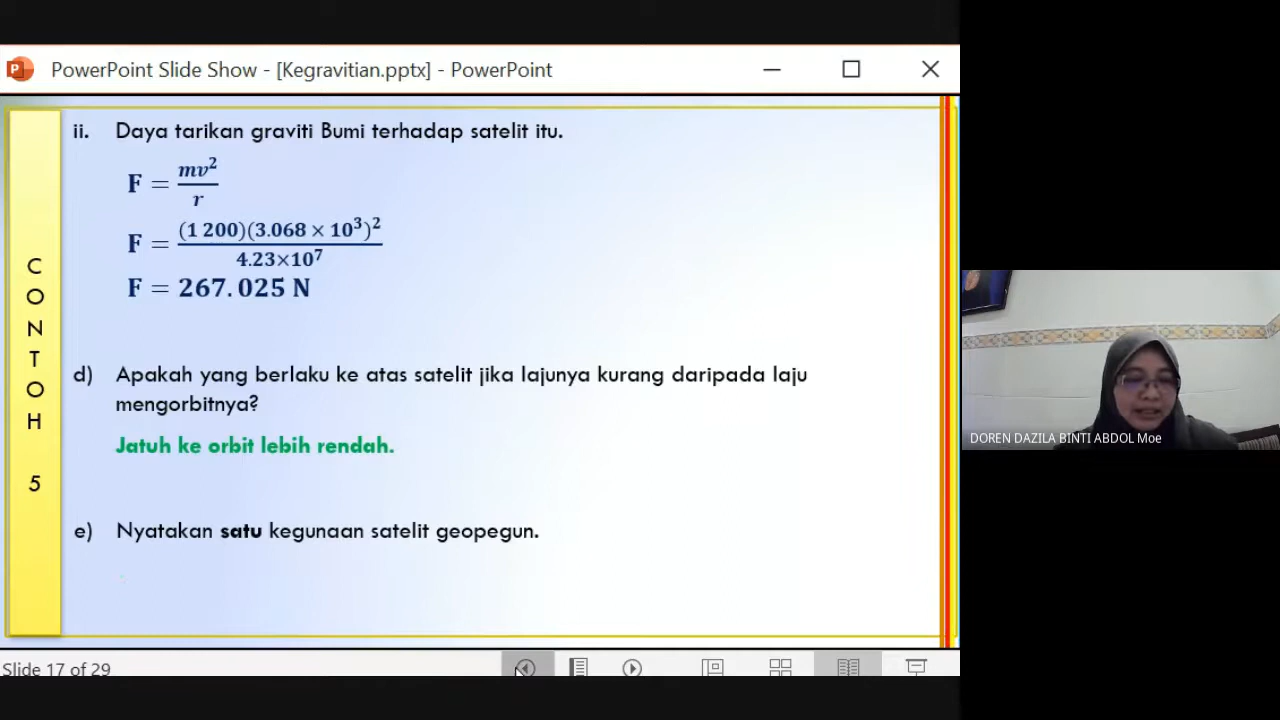 PowerPoint Slide Show - [Kegravitian.pptx] - PowerPoint
ii. Daya tarikan graviti Bumi terhadap satelit itu.
F = mv²/r
F = (1 200)(3.068 × 10³)²/4.23×10⁷
F = 267.025 N
d) Apakah yang berlaku ke atas satelit jika lajunya kurang daripada laju
mengorbitnya?
Jatuh ke orbit lebih rendah.
e) Nyatakan satu kegunaan satelit geopegun.
CONTOH 5
Slide 17 of 29
DOREN DAZILA BINTI ABDOL Moe